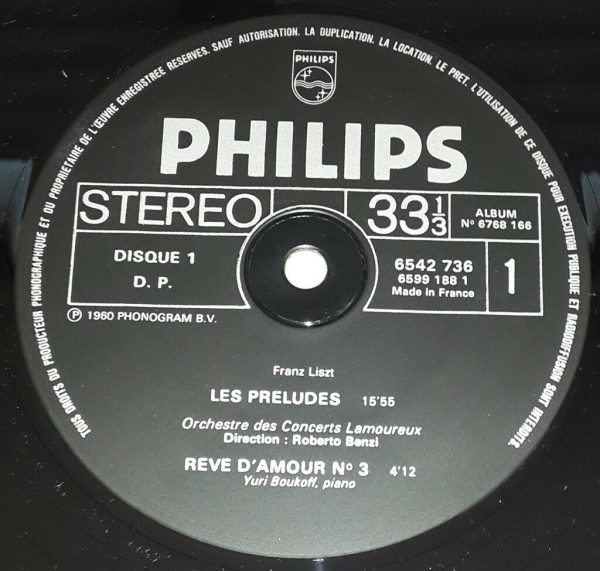 TOUS DROITS DU PRODUCTEUR PHONOGRAPHIQUE ET DU PROPRIETAIRE DE L'ŒUVRE ENREGISTREE RESERVES. SAUF AUTORISATION. LA DUPLICATION. LA LOCATION. LE PRET. L'UTILISATION DE CE DISQUE POUR EXECUTION PUBLIQUE ET RADIODIFFUSION SONT INTERDITS.
PHILIPS
PHILIPS
STEREO
33 1/3
ALBUM
N° 6768 166
DISQUE 1
D. P.
6542 736
6599 188 1
Made in France
1
Ⓟ 1960 PHONOGRAM B.V.
Franz Liszt
LES PRELUDES 15'55
Orchestre des Concerts Lamoureux
Direction : Roberto Benzi
REVE D'AMOUR N° 3 4'12
Yuri Boukoff, piano